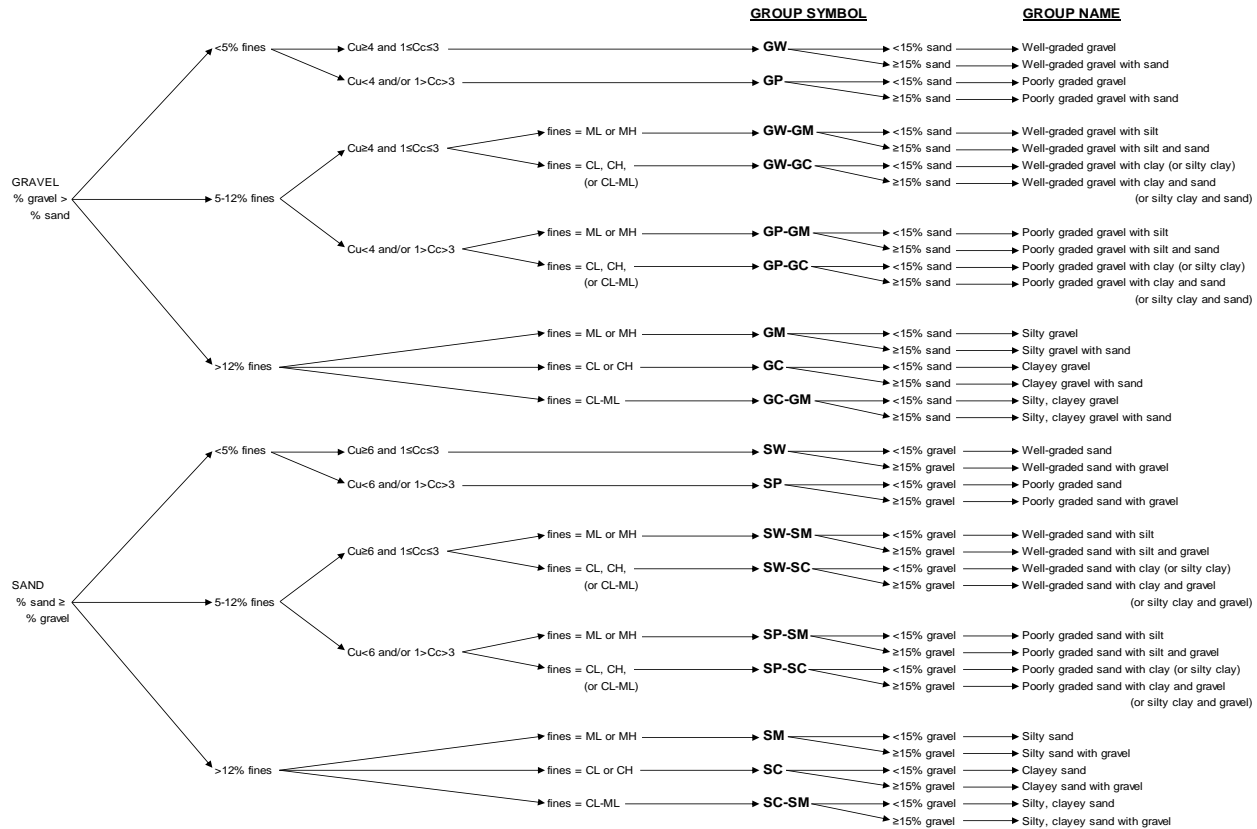 GROUP SYMBOL GROUP NAME
<5% fines Cu≥4 and 1≤Cc≤3 GW <15% sand Well-graded gravel
≥15% sand Well-graded gravel with sand
Cu<4 and/or 1>Cc>3 GP <15% sand Poorly graded gravel
≥15% sand Poorly graded gravel with sand
fines = ML or MH GW-GM <15% sand Well-graded gravel with silt
Cu≥4 and 1≤Cc≤3 ≥15% sand Well-graded gravel with silt and sand
fines = CL, CH, GW-GC <15% sand Well-graded gravel with clay (or silty clay)
GRAVEL (or CL-ML) ≥15% sand Well-graded gravel with clay and sand
% gravel > 5-12% fines (or silty clay and sand)
% sand
fines = ML or MH GP-GM <15% sand Poorly graded gravel with silt
Cu<4 and/or 1>Cc>3 ≥15% sand Poorly graded gravel with silt and sand
fines = CL, CH, GP-GC <15% sand Poorly graded gravel with clay (or silty clay)
(or CL-ML) ≥15% sand Poorly graded gravel with clay and sand
(or silty clay and sand)
fines = ML or MH GM <15% sand Silty gravel
≥15% sand Silty gravel with sand
>12% fines fines = CL or CH GC <15% sand Clayey gravel
≥15% sand Clayey gravel with sand
fines = CL-ML GC-GM <15% sand Silty, clayey gravel
≥15% sand Silty, clayey gravel with sand
<5% fines Cu≥6 and 1≤Cc≤3 SW <15% gravel Well-graded sand
≥15% gravel Well-graded sand with gravel
Cu<6 and/or 1>Cc>3 SP <15% gravel Poorly graded sand
≥15% gravel Poorly graded sand with gravel
fines = ML or MH SW-SM <15% gravel Well-graded sand with silt
Cu≥6 and 1≤Cc≤3 ≥15% gravel Well-graded sand with silt and gravel
fines = CL, CH, SW-SC <15% gravel Well-graded sand with clay (or silty clay)
SAND (or CL-ML) ≥15% gravel Well-graded sand with clay and gravel
% sand ≥ 5-12% fines (or silty clay and gravel)
% gravel
fines = ML or MH SP-SM <15% gravel Poorly graded sand with silt
Cu<6 and/or 1>Cc>3 ≥15% gravel Poorly graded sand with silt and gravel
fines = CL, CH, SP-SC <15% gravel Poorly graded sand with clay (or silty clay)
(or CL-ML) ≥15% gravel Poorly graded sand with clay and gravel
(or silty clay and gravel)
fines = ML or MH SM <15% gravel Silty sand
≥15% gravel Silty sand with gravel
>12% fines fines = CL or CH SC <15% gravel Clayey sand
≥15% gravel Clayey sand with gravel
fines = CL-ML SC-SM <15% gravel Silty, clayey sand
≥15% gravel Silty, clayey sand with gravel